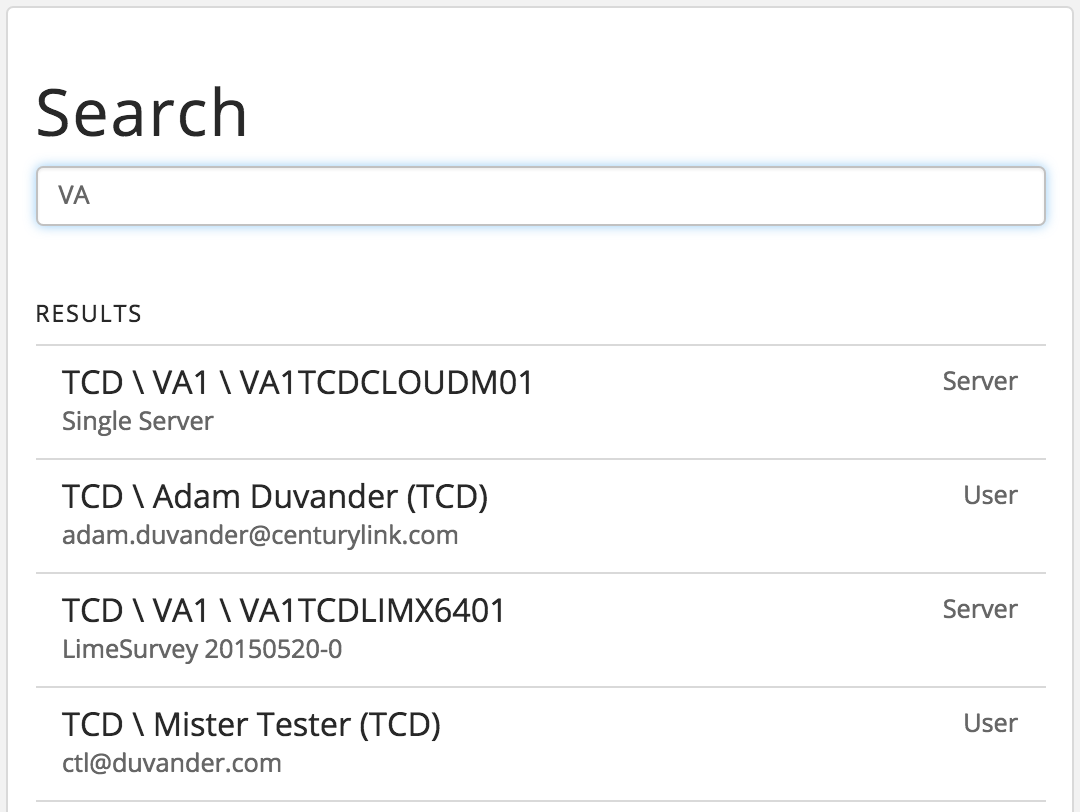 Search
VA
RESULTS
TCD \ VA1 \ VA1TCDCLOUDM01
Server
Single Server
TCD \ Adam Duvander (TCD)
User
adam.duvander@centurylink.com
TCD \ VA1 \ VA1TCDLIMX6401
Server
LimeSurvey 20150520-0
TCD \ Mister Tester (TCD)
User
ctl@duvander.com